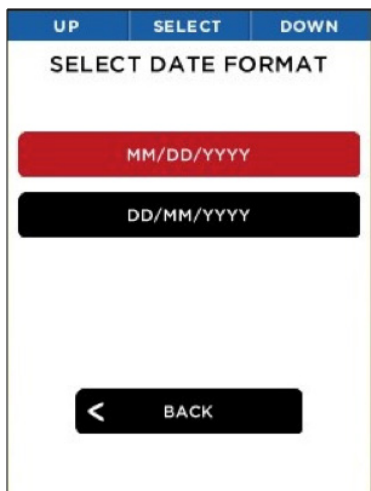 UP SELECT DOWN
SELECT DATE FORMAT
MM/DD/YYYY
DD/MM/YYYY
< BACK